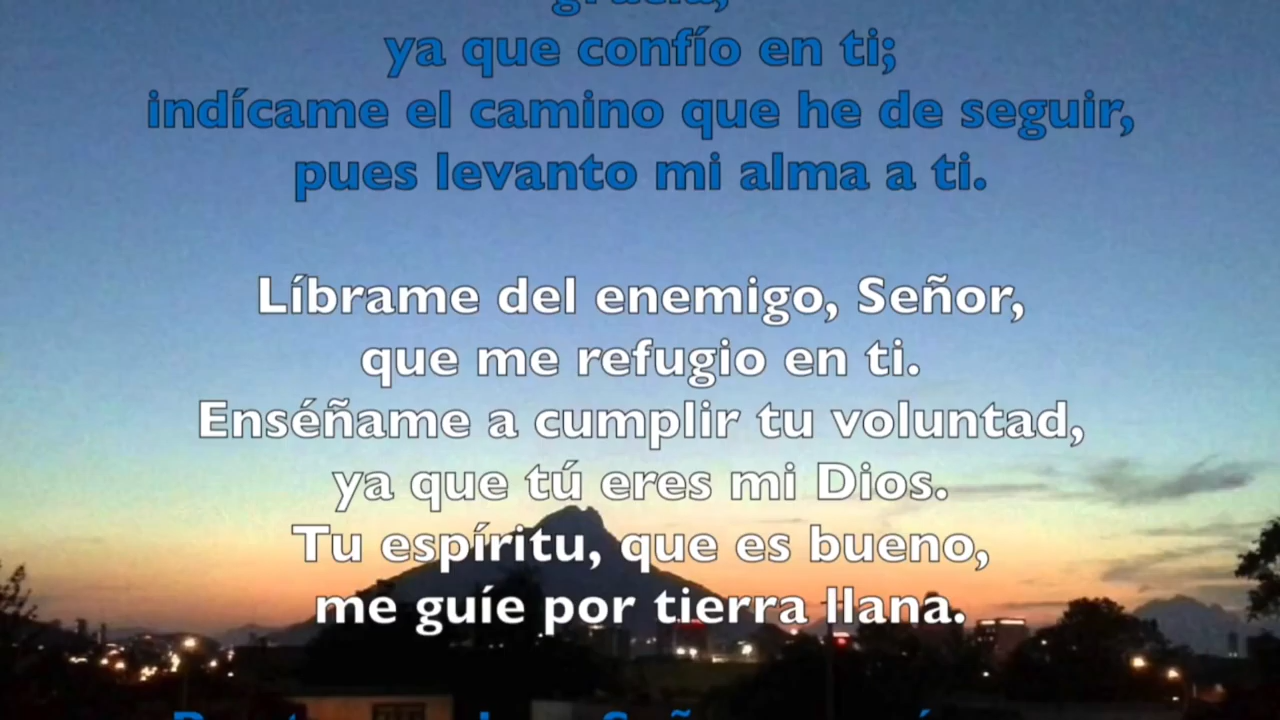 gracia,
ya que confío en ti;
indícame el camino que he de seguir,
pues levanto mi alma a ti.
Líbrame del enemigo, Señor,
que me refugio en ti.
Enséñame a cumplir tu voluntad,
ya que tú eres mi Dios.
Tu espíritu, que es bueno,
me guíe por tierra llana.